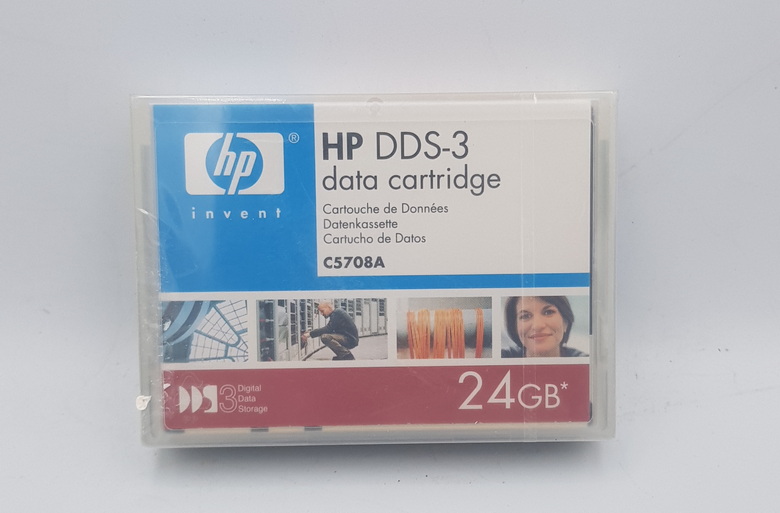 hp®
invent
HP DDS-3
data cartridge
Cartouche de Données
Datenkassette
Cartucho de Datos
C5708A
DDS3
Digital
Data
Storage
24GB*